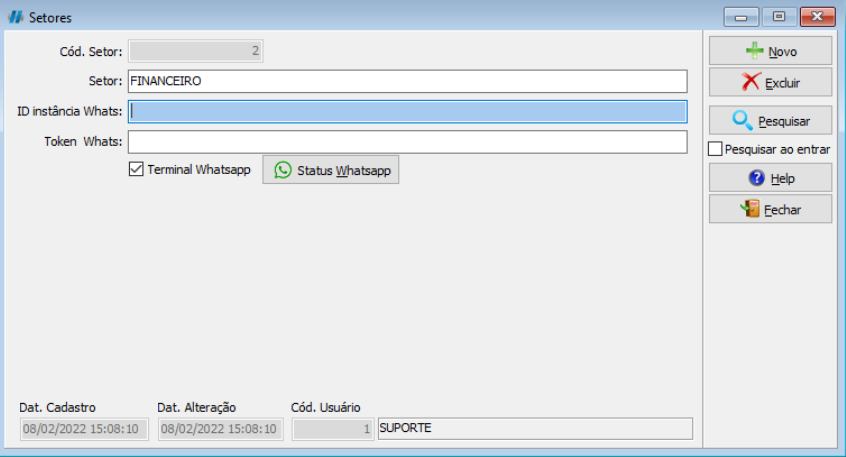 Setores
Cód. Setor: 2
Setor: FINANCEIRO
ID instância Whats:
Token Whats:
Terminal Whatsapp
Status Whatsapp
Novo
Excluir
Pesquisar
Pesquisar ao entrar
Help
Fechar
Dat. Cadastro Dat. Alteração Cód. Usuário
08/02/2022 15:08:10 08/02/2022 15:08:10 1 SUPORTE